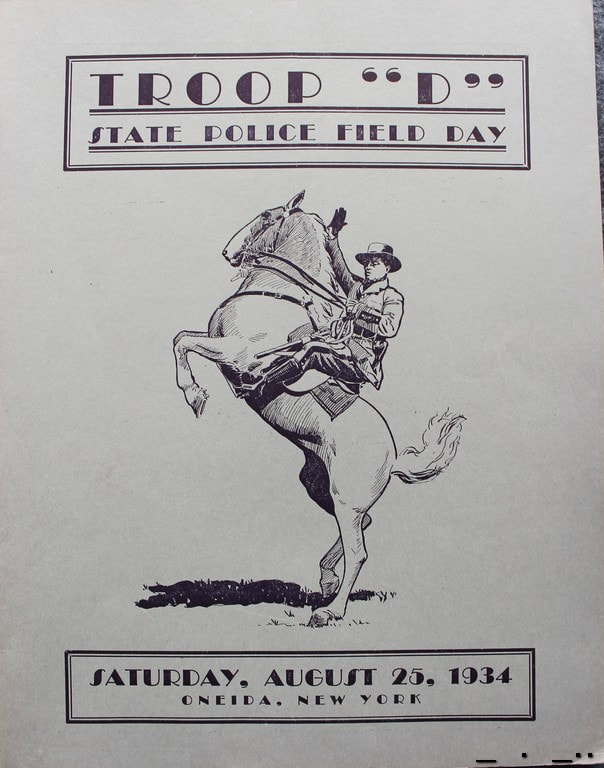 TROOP "D"
STATE POLICE FIELD DAY
SATURDAY, AUGUST 25, 1934
ONEIDA, NEW YORK